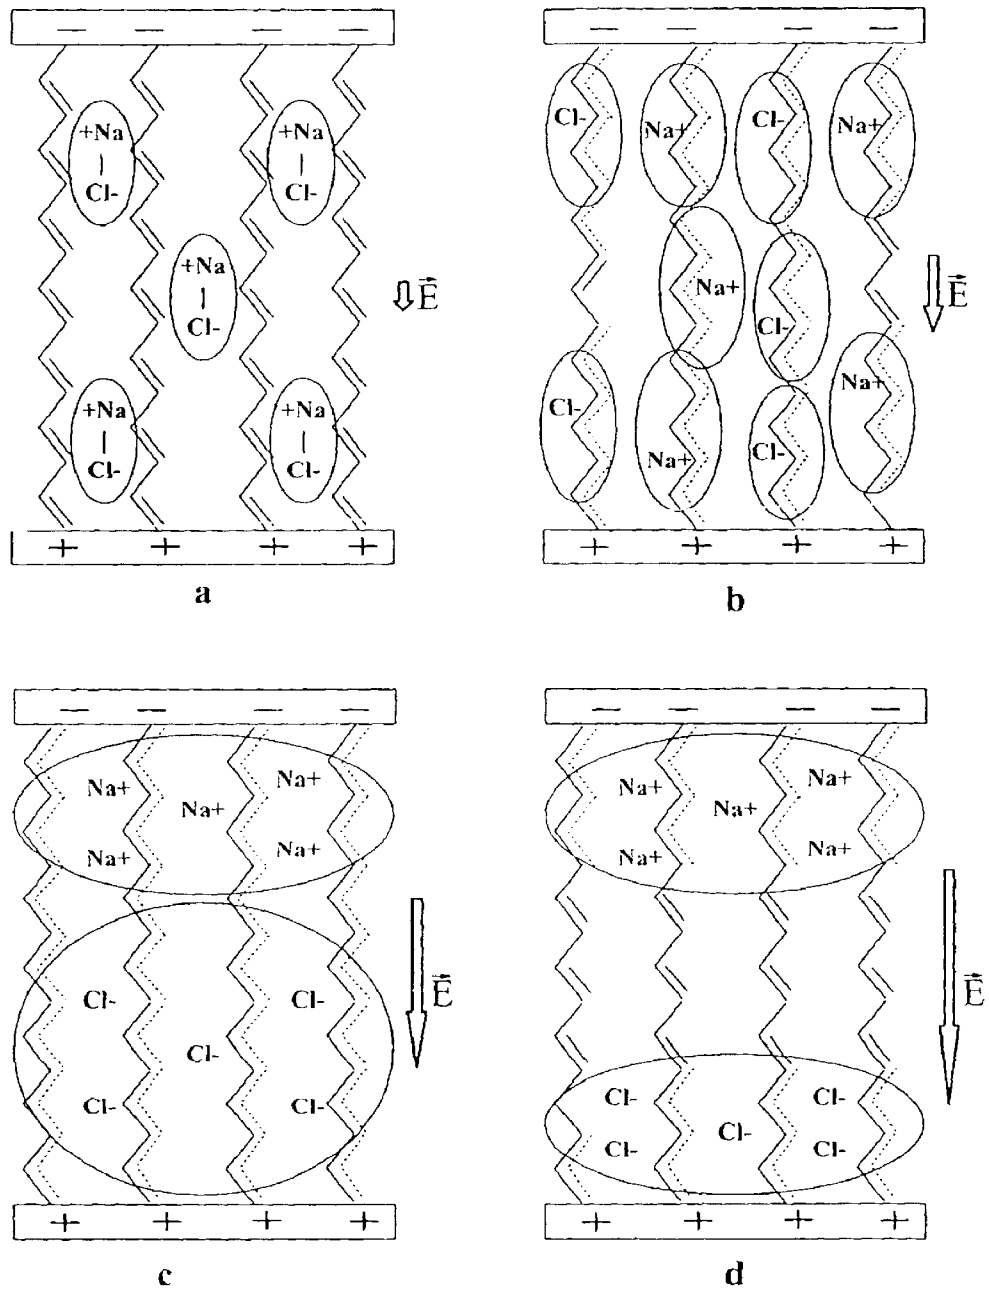 − − − −
+Na +Na
Cl- Cl-
+Na
Cl-
+Na +Na
Cl- Cl-
E
+ + + +
a
− − − −
Cl- Na+ Cl- Na+
Na+ Cl-
Cl- Na+ Cl- Na+
E
+ + + +
b
− − − −
Na+ Na+ Na+
Na+ Na+
Cl- Cl-
Cl-
Cl- Cl-
E
+ + + +
c
− − − −
Na+ Na+ Na+
Na+ Na+
Cl- Cl-
Cl-
Cl- Cl-
E
+ + + +
d